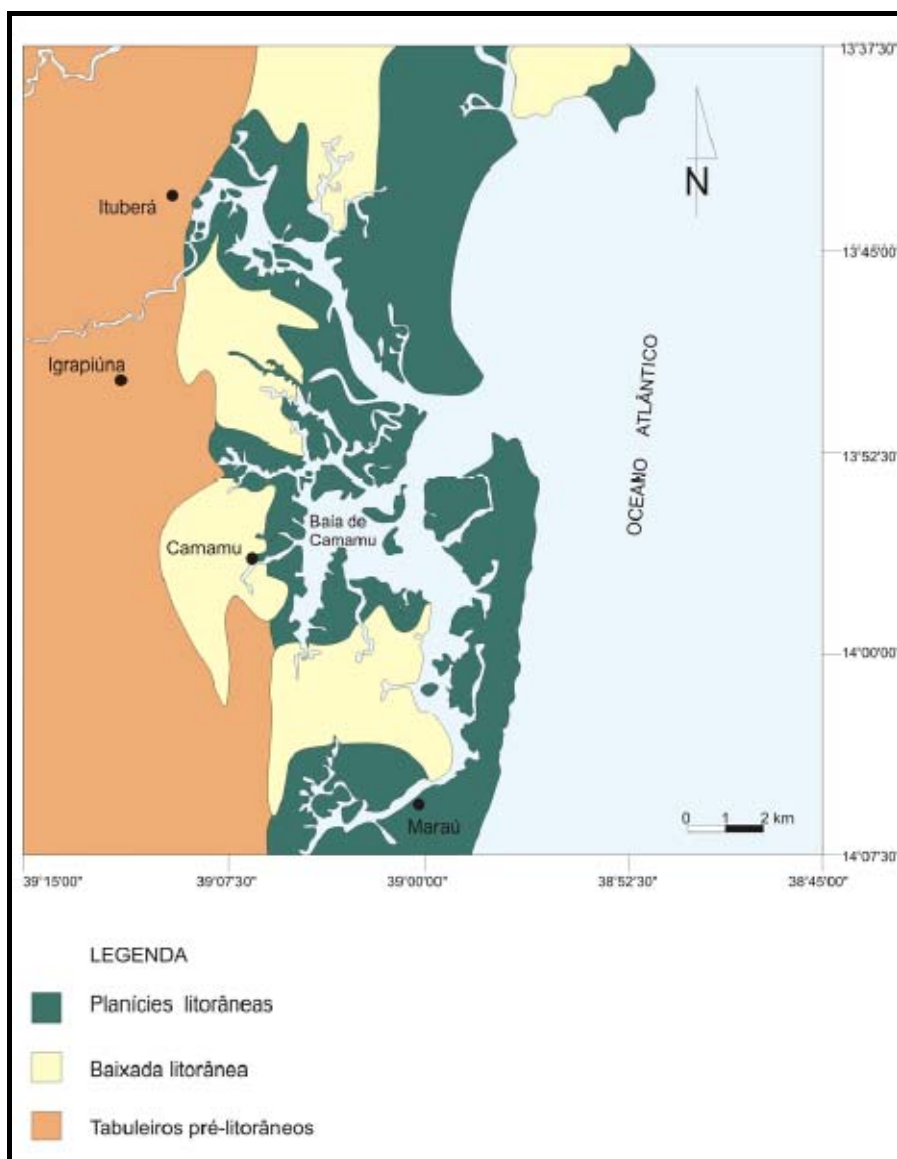 13°37'30"
N
Ituberá
13°45'00"
Igrapiúna
OCEANO ATLÂNTICO
13°52'30"
Baía de
Camamu
Camamu
14°00'00"
0 1 2 km
Maraú
14°07'30"
39°15'00" 39°07'30" 39°00'00" 38°52'30" 38°45'00"
LEGENDA
Planícies litorâneas
Baixada litorânea
Tabuleiros pré-litorâneos